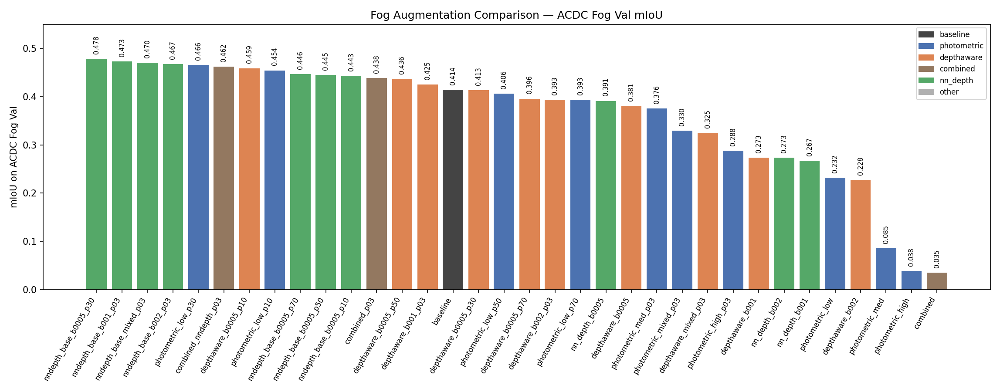 Fog Augmentation Comparison — ACDC Fog Val mIoU
mIoU on ACDC Fog Val
0.5
0.4
0.3
0.2
0.1
0.0
0.478
0.473
0.470
0.467
0.466
0.462
0.459
0.454
0.446
0.445
0.443
0.438
0.436
0.425
0.414
0.413
0.406
0.396
0.393
0.393
0.391
0.381
0.376
0.330
0.325
0.288
0.273
0.273
0.267
0.232
0.228
0.085
0.038
0.035
baseline
photometric
depthaware
combined
nn_depth
other
nndepth_base_b0005_p30
nndepth_base_b001_p03
nndepth_base_mixed_p03
nndepth_base_b002_p03
photometric_low_p30
combined_nndepth_p03
depthaware_b0005_p10
photometric_low_p10
nndepth_base_b0005_p70
nndepth_base_b0005_p50
nndepth_base_b0005_p10
combined_p03
depthaware_b0005_p50
depthaware_b001_p03
baseline
depthaware_b0005_p30
photometric_low_p50
depthaware_b0005_p70
depthaware_b002_p03
photometric_low_p70
nn_depth_b0005
depthaware_b0005
photometric_med_p03
photometric_mixed_p03
depthaware_mixed_p03
photometric_high_p03
depthaware_b001
nn_depth_b002
nn_depth_b001
photometric_low
depthaware_b002
photometric_med
photometric_high
combined